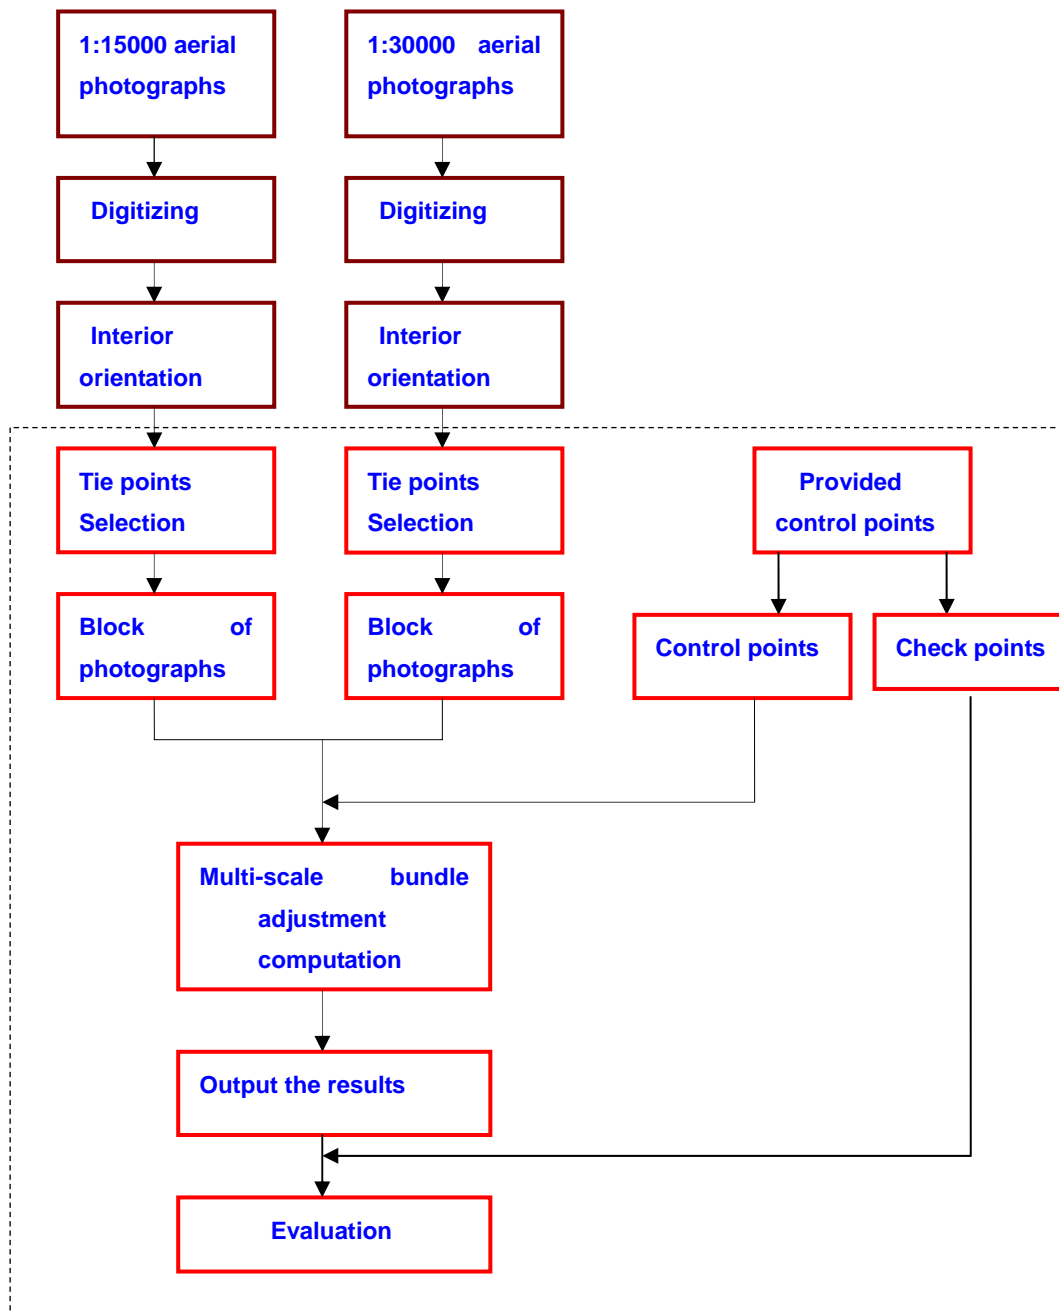 1:15000 aerial
photographs
1:30000 aerial
photographs
Digitizing
Digitizing
Interior
orientation
Interior
orientation
Tie points
Selection
Tie points
Selection
Provided
control points
Block of
photographs
Block of
photographs
Control points
Check points
Multi-scale bundle
adjustment
computation
Output the results
Evaluation